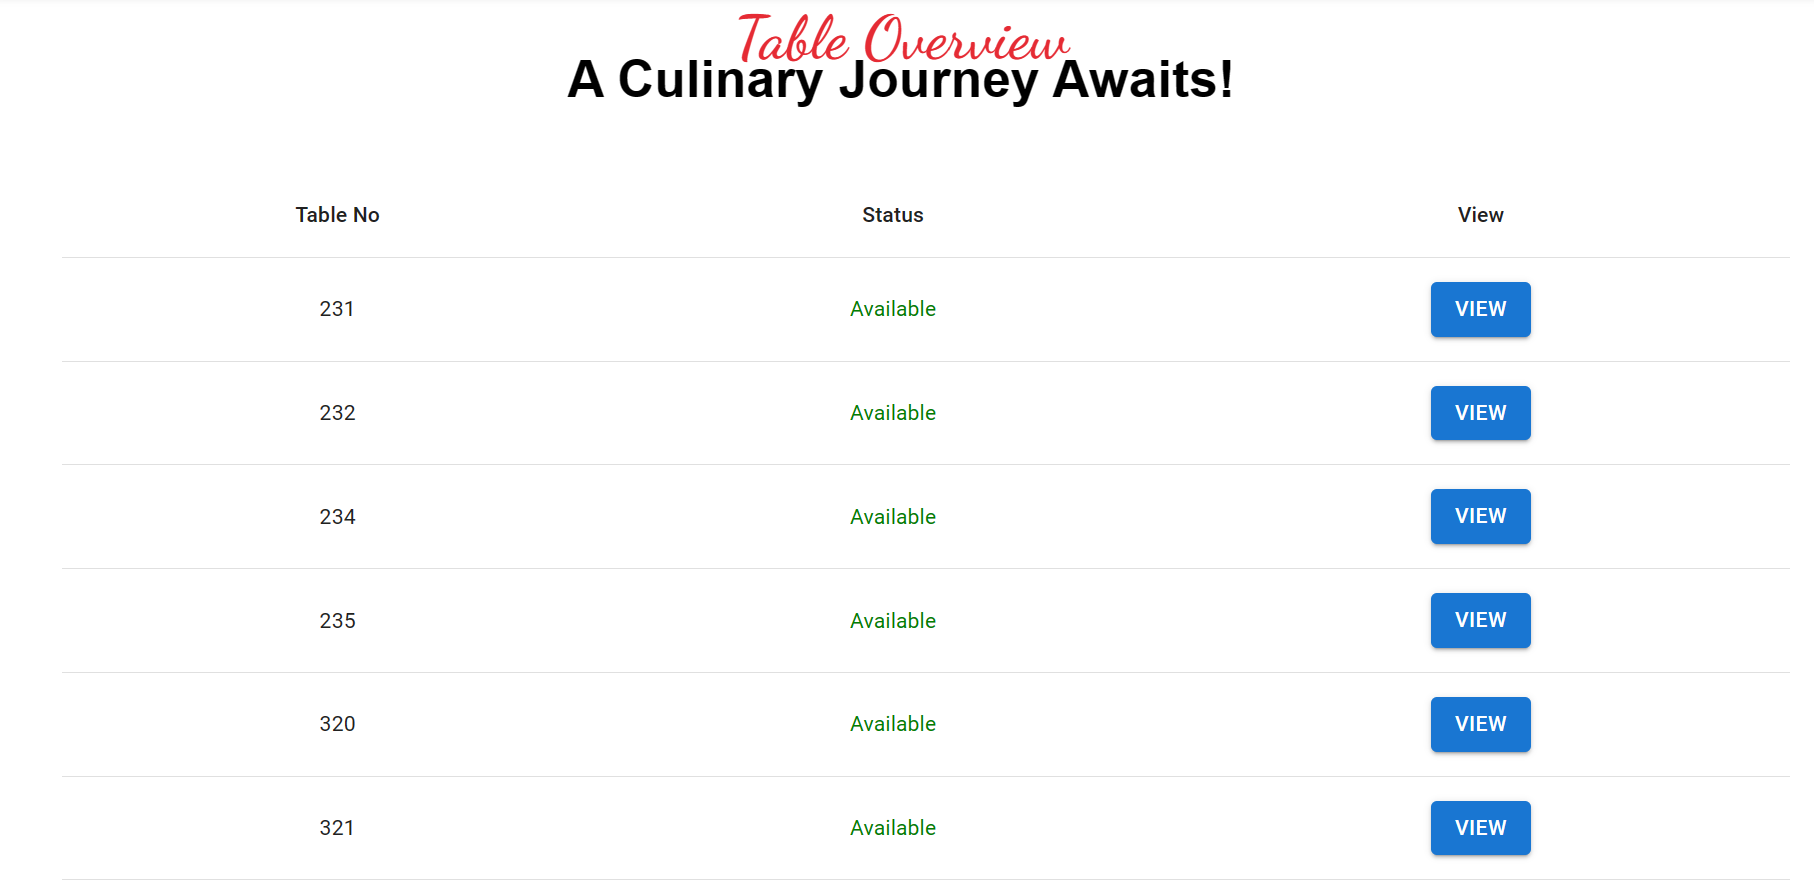 Table Overview
A Culinary Journey Awaits!
Table No Status View
231 Available VIEW
232 Available VIEW
234 Available VIEW
235 Available VIEW
320 Available VIEW
321 Available VIEW